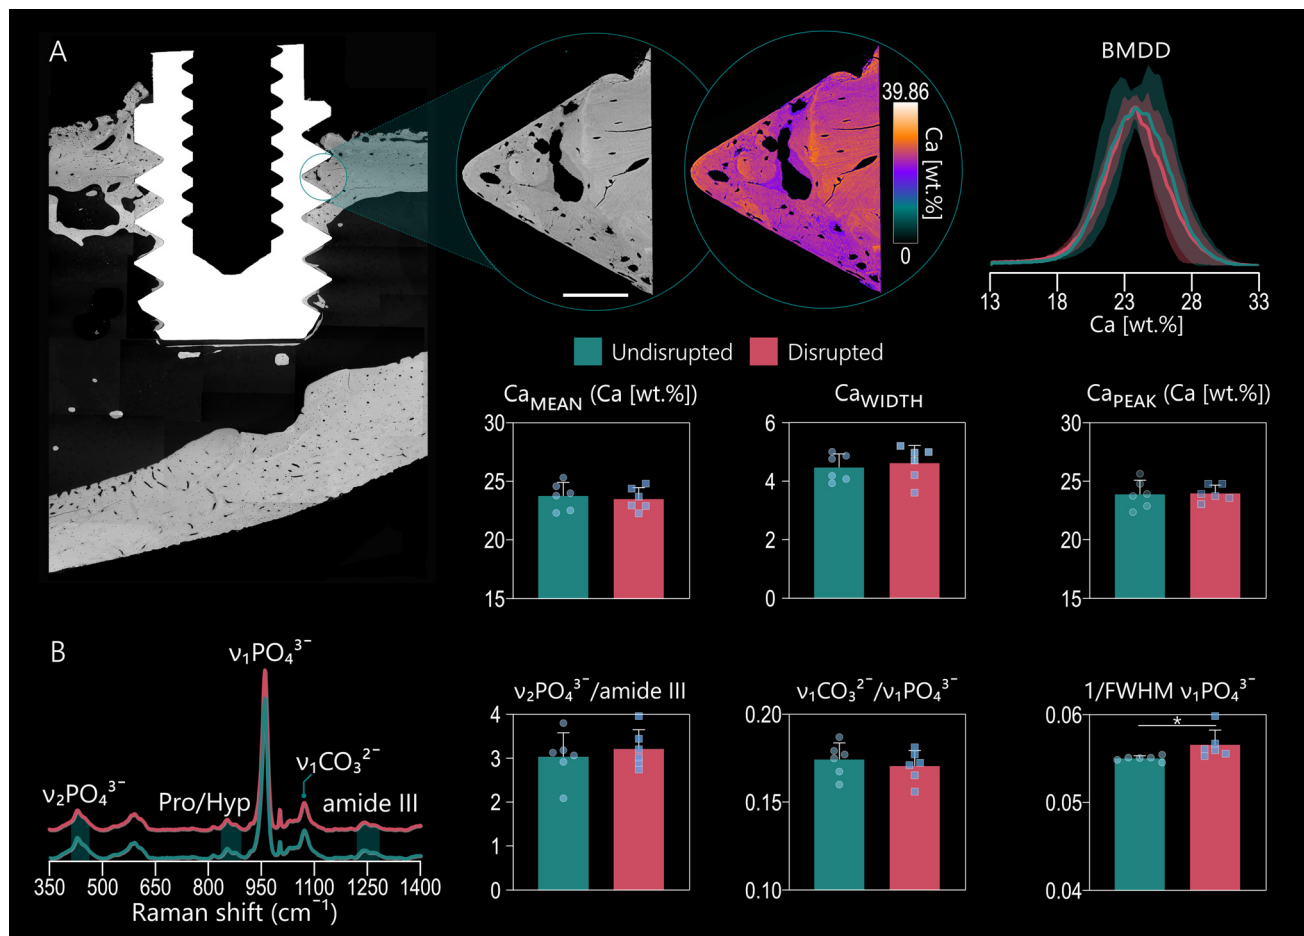 A
39.86
Ca [wt.%]
0
BMDD
13 18 23 28 33
Ca [wt.%]
Undisrupted Disrupted
Ca_MEAN (Ca [wt.%])
30
25
20
15
Ca_WIDTH
6
4
2
0
Ca_PEAK (Ca [wt.%])
30
25
20
15
B
ν₁PO₄³⁻
ν₁CO₃²⁻
ν₂PO₄³⁻
Pro/Hyp
amide III
350 500 650 800 950 1100 1250 1400
Raman shift (cm⁻¹)
ν₂PO₄³⁻/amide III
4
3
2
1
0
ν₁CO₃²⁻/ν₁PO₄³⁻
0.20
0.15
0.10
1/FWHM ν₁PO₄³⁻
0.06
*
0.05
0.04